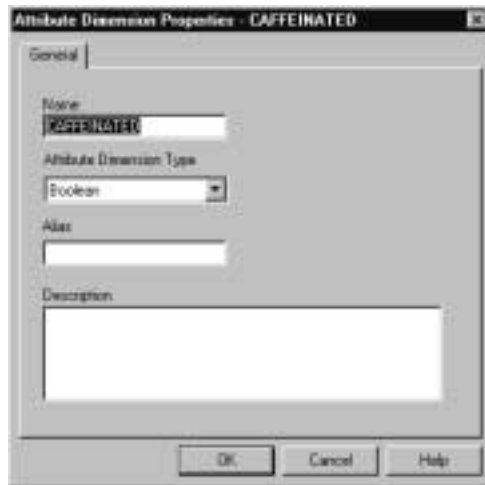 Attribute Dimension Properties - CAFFEINATED
General
Name
CAFFEINATED
Attribute Dimension Type
Boolean
Alias
Description
OK Cancel Help